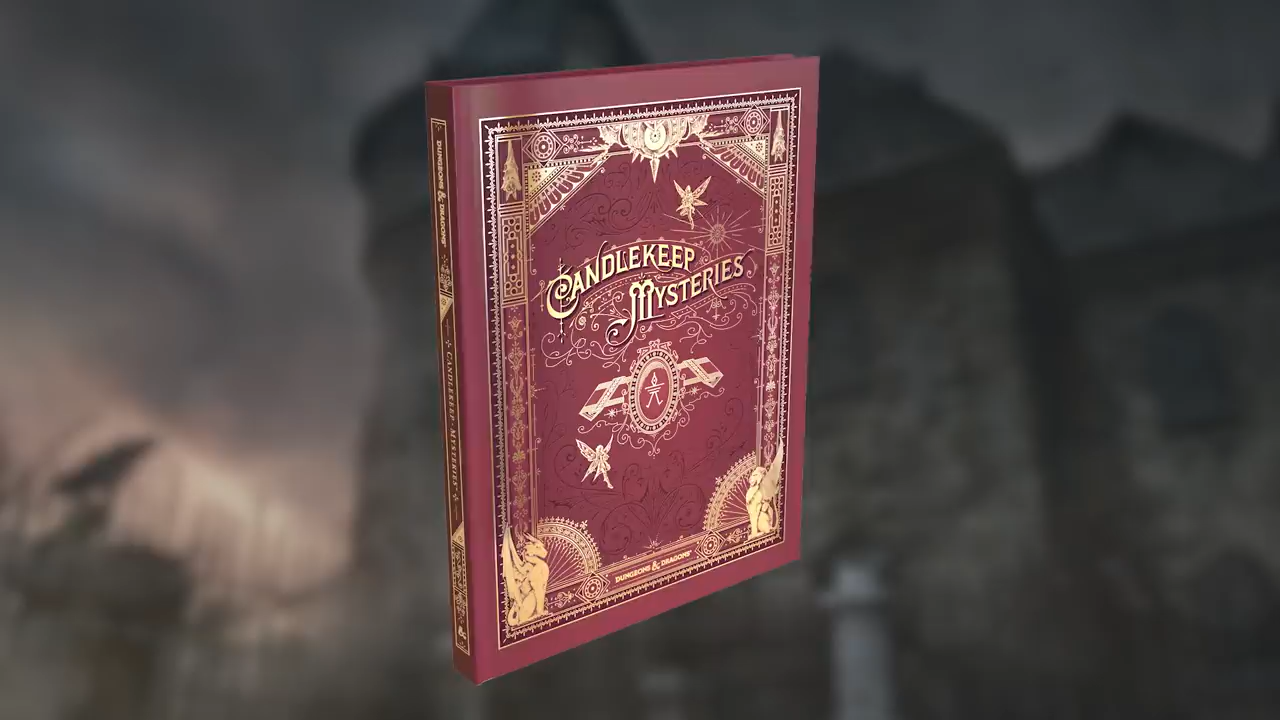 DUNGEONS & DRAGONS
CANDLEKEEP MYSTERIES
&
CANDLEKEEP
MYSTERIES
DUNGEONS & DRAGONS